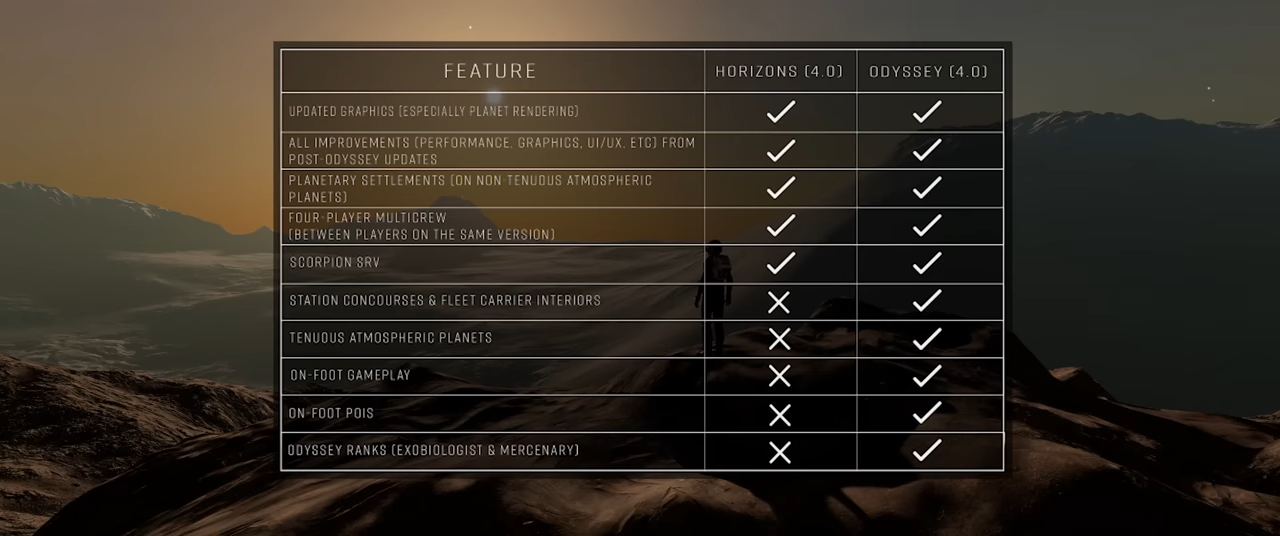 FEATURE HORIZONS (4.0) ODYSSEY (4.0)
UPDATED GRAPHICS (ESPECIALLY PLANET RENDERING)
ALL IMPROVEMENTS (PERFORMANCE, GRAPHICS, UI/UX, ETC) FROM
POST-ODYSSEY UPDATES
PLANETARY SETTLEMENTS (ON NON-TENUOUS ATMOSPHERIC
PLANETS)
FOUR-PLAYER MULTICREW
(BETWEEN PLAYERS ON THE SAME VERSION)
SCORPION SRV
STATION CONCOURSES & FLEET CARRIER INTERIORS
TENUOUS ATMOSPHERIC PLANETS
ON-FOOT GAMEPLAY
ON-FOOT POIS
ODYSSEY RANKS (EXOBIOLOGIST & MERCENARY)